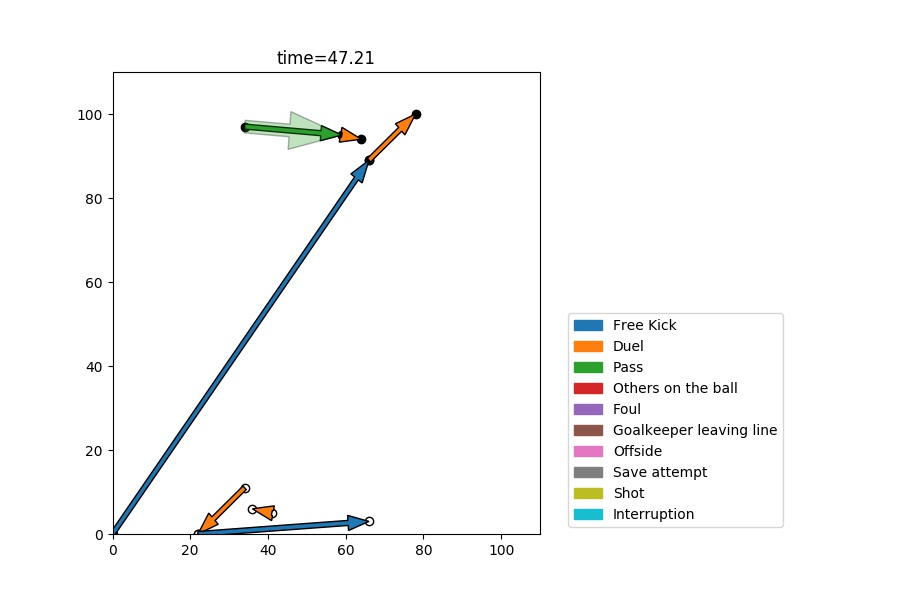 time=47.21
100
80
60
40
20
0
0 20 40 60 80 100
Free Kick
Duel
Pass
Others on the ball
Foul
Goalkeeper leaving line
Offside
Save attempt
Shot
Interruption